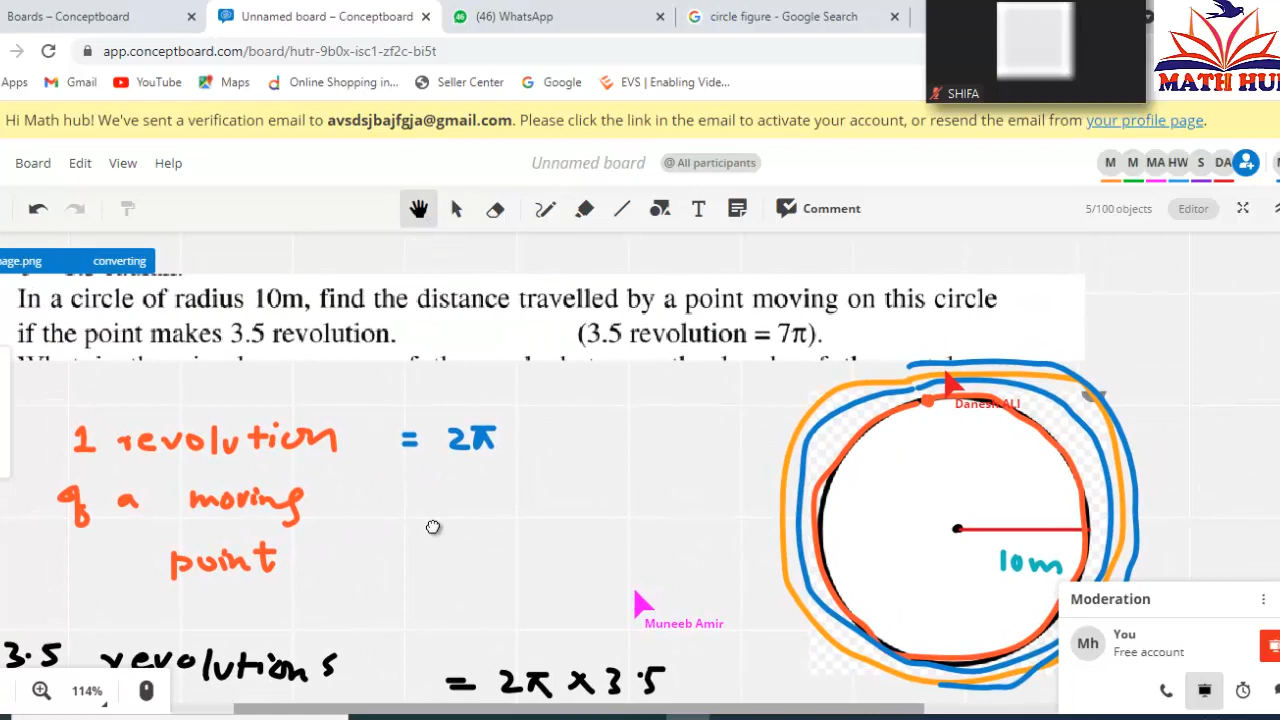 Boards – Conceptboard
Unnamed board – Conceptboard
(46) WhatsApp
circle figure - Google Search
app.conceptboard.com/board/hutr-9b0x-isc1-zf2c-bi5t
Apps
Gmail
YouTube
Maps
Online Shopping in...
Seller Center
Google
EVS | Enabling Vide...
SHIFA
MATH HUB
Hi Math hub! We've sent a verification email to avsdsjbajfgja@gmail.com. Please click the link in the email to activate your account, or resend the email from your profile page.
Board Edit View Help
Unnamed board
@ All participants
M M MA HW S DA
T
Comment
5/100 objects
Editor
nage.png converting
In a circle of radius 10m, find the distance travelled by a point moving on this circle
if the point makes 3.5 revolution. (3.5 revolution = 7π).
Danesh ALI
1 revolution = 2π
of a moving
point
10m
Muneeb Amir
3.5 revolutions = 2π × 3.5
Moderation
Mh
You
Free account
114%